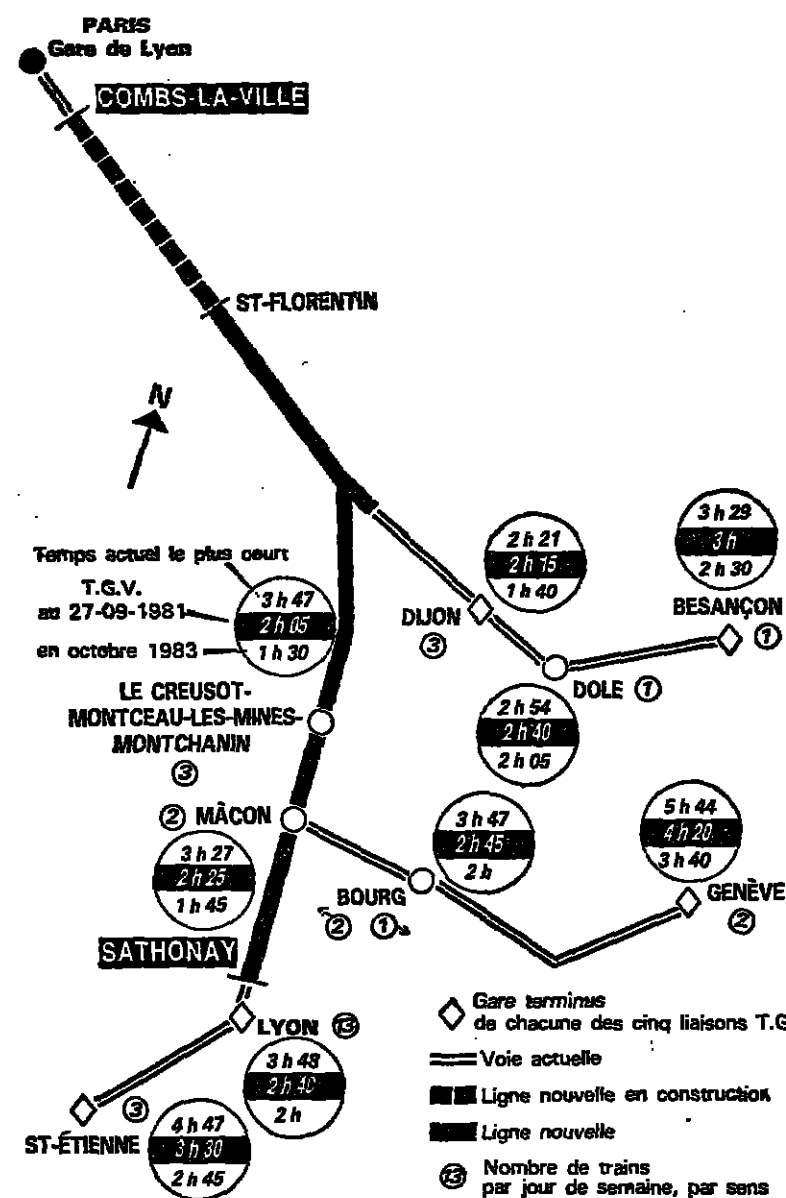 PARIS
Gare de Lyon
COMBS-LA-VILLE
ST-FLORENTIN
N
Temps actuel le plus court
T.G.V.
au 27-09-1981
en octobre 1983
3 h 47
2 h 05
1 h 30
2 h 21
2 h 15
1 h 40
3 h 29
3 h
2 h 30
DIJON
3
BESANÇON
1
DOLE 1
2 h 54
2 h 40
2 h 05
LE CREUSOT-
MONTCEAU-LES-MINES-
MONTCHANIN
3
2 MÂCON
3 h 27
2 h 25
1 h 45
3 h 47
2 h 45
2 h
5 h 44
4 h 20
3 h 40
BOURG
2 1
GENÈVE
2
SATHONAY
LYON 13
3 h 48
2 h 40
2 h
3
ST-ÉTIENNE
4 h 47
3 h 30
2 h 45
Gare terminus
de chacune des cinq liaisons T.G
Voie actuelle
Ligne nouvelle en construction
Ligne nouvelle
13 Nombre de trains
par jour de semaine, par sens